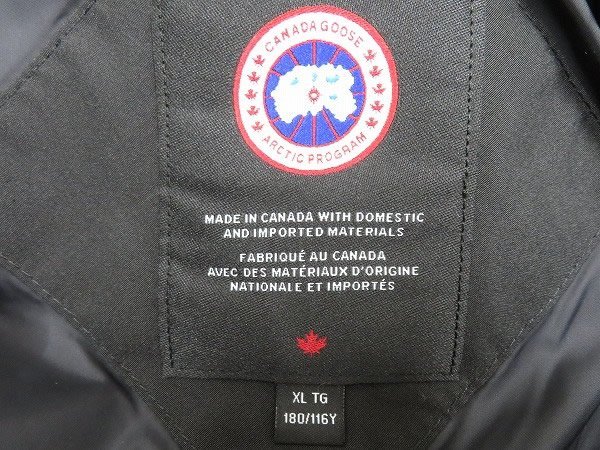 CANADA GOOSE
ARCTIC PROGRAM
MADE IN CANADA WITH DOMESTIC
AND IMPORTED MATERIALS
FABRIQUÉ AU CANADA
AVEC DES MATÉRIAUX D'ORIGINE
NATIONALE ET IMPORTÉS
XL TG
180/116Y